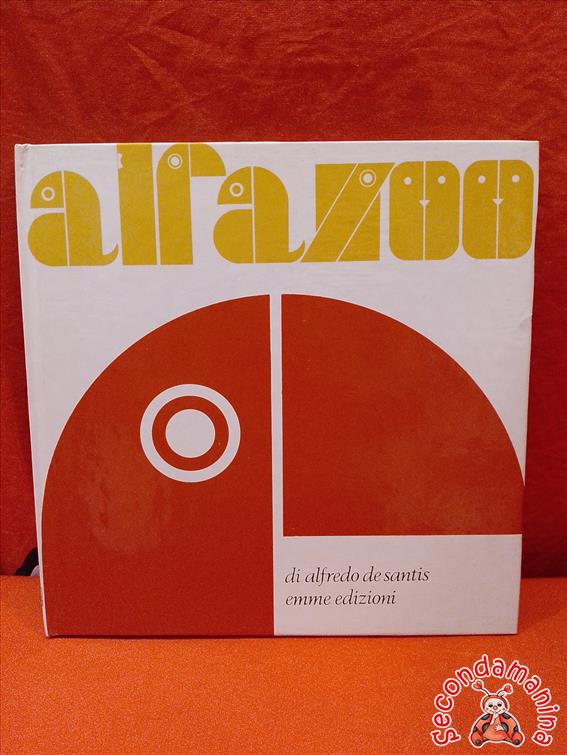 alfazoo
di alfredo de santis
emme edizioni
secondamanina